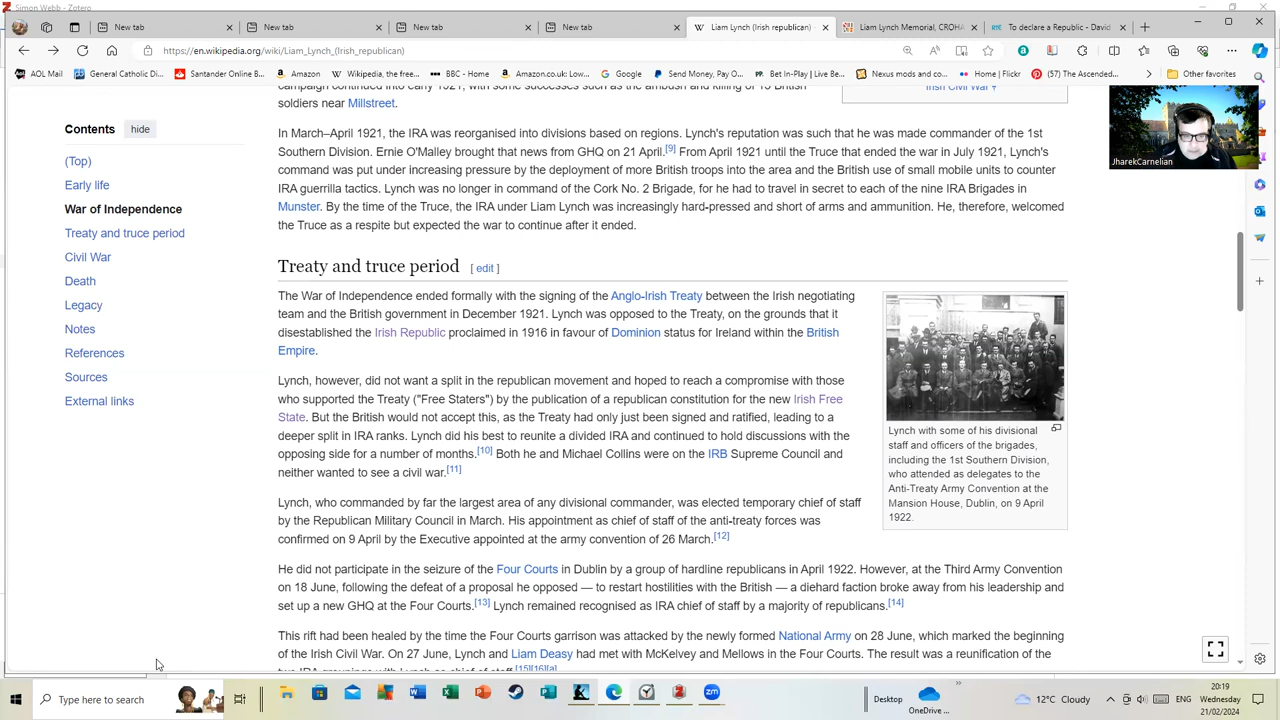 Simon Webb - Zotero
New tab
New tab
New tab
New tab
Liam Lynch (Irish republican)
Liam Lynch Memorial, CROHA
To declare a Republic - David
https://en.wikipedia.org/wiki/Liam_Lynch_(Irish_republican)
AOL Mail
General Catholic Di...
Santander Online B...
Amazon
Wikipedia, the free...
BBC - Home
Amazon.co.uk: Low...
Google
Send Money, Pay O...
Bet In-Play | Live Be...
Nexus mods and co...
Home | Flickr
(57) The Ascended...
Other favorites
Contents hide
(Top)
Early life
War of Independence
Treaty and truce period
Civil War
Death
Legacy
Notes
References
Sources
External links
campaign continued into early 1921, with some successes such as the ambush and killing of 13 British
soldiers near Millstreet.
Irish Civil War
In March–April 1921, the IRA was reorganised into divisions based on regions. Lynch's reputation was such that he was made commander of the 1st
Southern Division. Ernie O'Malley brought that news from GHQ on 21 April.[9] From April 1921 until the Truce that ended the war in July 1921, Lynch's
command was put under increasing pressure by the deployment of more British troops into the area and the British use of small mobile units to counter
IRA guerrilla tactics. Lynch was no longer in command of the Cork No. 2 Brigade, for he had to travel in secret to each of the nine IRA Brigades in
Munster. By the time of the Truce, the IRA under Liam Lynch was increasingly hard-pressed and short of arms and ammunition. He, therefore, welcomed
the Truce as a respite but expected the war to continue after it ended.
Treaty and truce period [ edit ]
The War of Independence ended formally with the signing of the Anglo-Irish Treaty between the Irish negotiating
team and the British government in December 1921. Lynch was opposed to the Treaty, on the grounds that it
disestablished the Irish Republic proclaimed in 1916 in favour of Dominion status for Ireland within the British
Empire.
Lynch, however, did not want a split in the republican movement and hoped to reach a compromise with those
who supported the Treaty ("Free Staters") by the publication of a republican constitution for the new Irish Free
State. But the British would not accept this, as the Treaty had only just been signed and ratified, leading to a
deeper split in IRA ranks. Lynch did his best to reunite a divided IRA and continued to hold discussions with the
opposing side for a number of months.[10] Both he and Michael Collins were on the IRB Supreme Council and
neither wanted to see a civil war.[11]
Lynch, who commanded by far the largest area of any divisional commander, was elected temporary chief of staff
by the Republican Military Council in March. His appointment as chief of staff of the anti-treaty forces was
confirmed on 9 April by the Executive appointed at the army convention of 26 March.[12]
He did not participate in the seizure of the Four Courts in Dublin by a group of hardline republicans in April 1922. However, at the Third Army Convention
on 18 June, following the defeat of a proposal he opposed — to restart hostilities with the British — a diehard faction broke away from his leadership and
set up a new GHQ at the Four Courts.[13] Lynch remained recognised as IRA chief of staff by a majority of republicans.[14]
This rift had been healed by the time the Four Courts garrison was attacked by the newly formed National Army on 28 June, which marked the beginning
of the Irish Civil War. On 27 June, Lynch and Liam Deasy had met with McKelvey and Mellows in the Four Courts. The result was a reunification of the
two IRA groupings with Lynch as chief of staff.[15][16][a]
Lynch with some of his divisional
staff and officers of the brigades,
including the 1st Southern Division,
who attended as delegates to the
Anti-Treaty Army Convention at the
Mansion House, Dublin, on 9 April
1922.
JharekCarnelian
Type here to search
Desktop
OneDrive ...
12°C Cloudy
ENG
20:19
Wednesday
21/02/2024